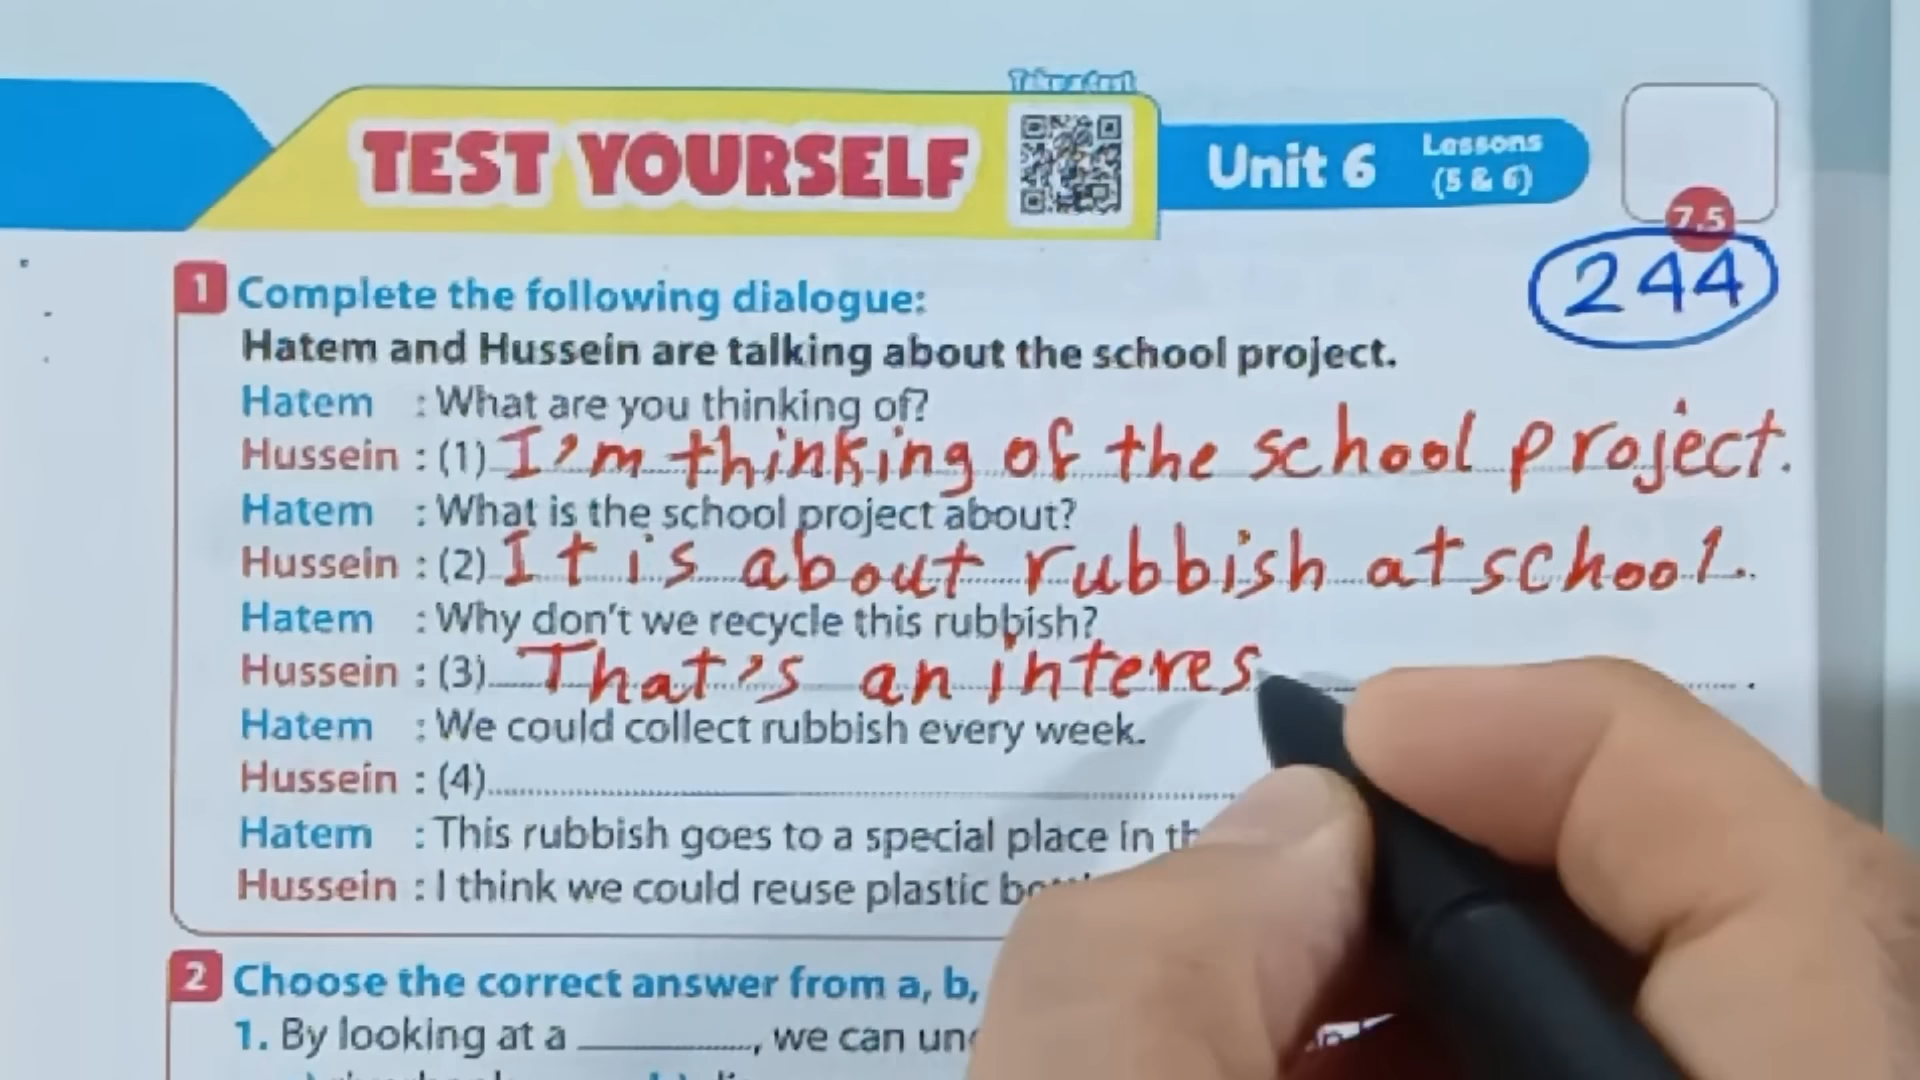 Take a test
TEST YOURSELF
Unit 6
Lessons
(5 & 6)
7.5
244
1 Complete the following dialogue:
Hatem and Hussein are talking about the school project.
Hatem : What are you thinking of?
Hussein : (1) I'm thinking of the school project.
Hatem : What is the school project about?
Hussein : (2) It is about rubbish at school.
Hatem : Why don't we recycle this rubbish?
Hussein : (3) That's an interes
Hatem : We could collect rubbish every week.
Hussein : (4)
Hatem : This rubbish goes to a special place in
Hussein : I think we could reuse plastic
2 Choose the correct answer from a, b,
1. By looking at a ............, we can